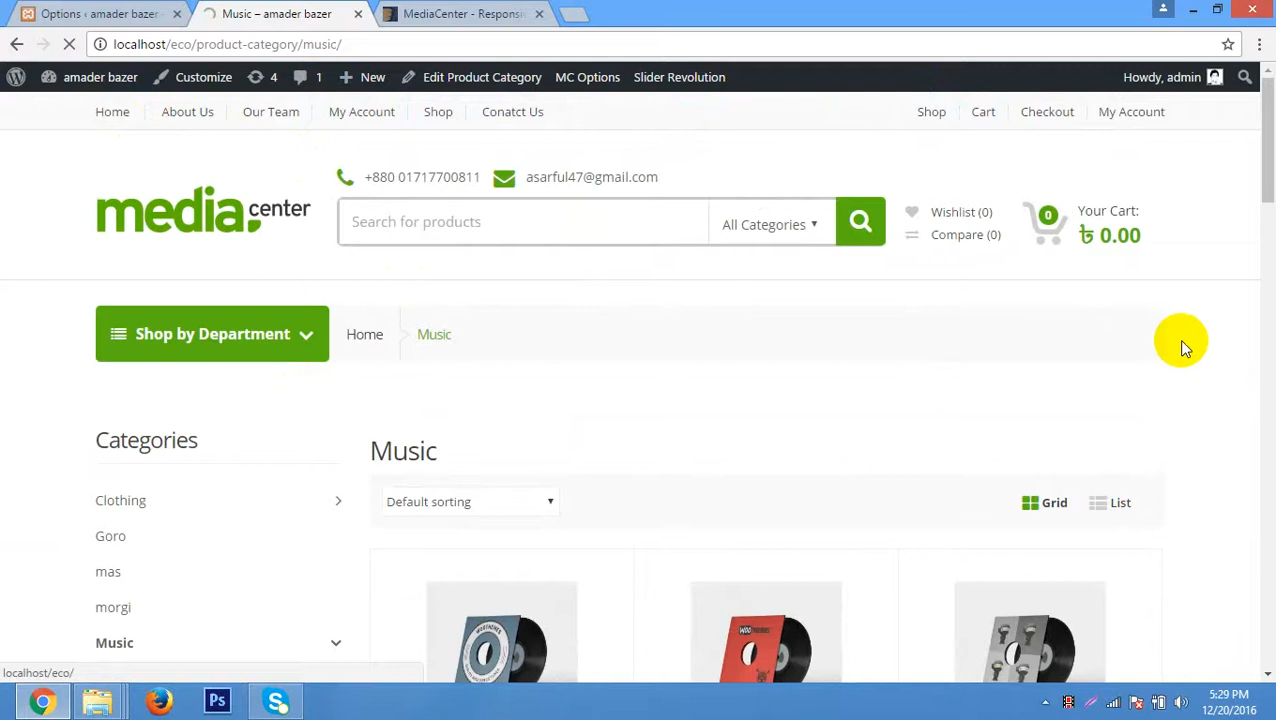 Options ‹ amader bazer
Music – amader bazer
MediaCenter - Responsi
localhost/eco/product-category/music/
amader bazer
Customize
4
1
New
Edit Product Category
MC Options
Slider Revolution
Howdy, admin
Home
About Us
Our Team
My Account
Shop
Conatct Us
Shop
Cart
Checkout
My Account
+880 01717700811
asarful47@gmail.com
media center
Search for products
All Categories
Wishlist (0)
Compare (0)
0
Your Cart:
৳ 0.00
Shop by Department
Home
Music
Categories
Music
Clothing
Default sorting
Grid
List
Goro
mas
morgi
Music
WOOTHEMES
WOO
localhost/eco/
Ps
5:29 PM
12/20/2016